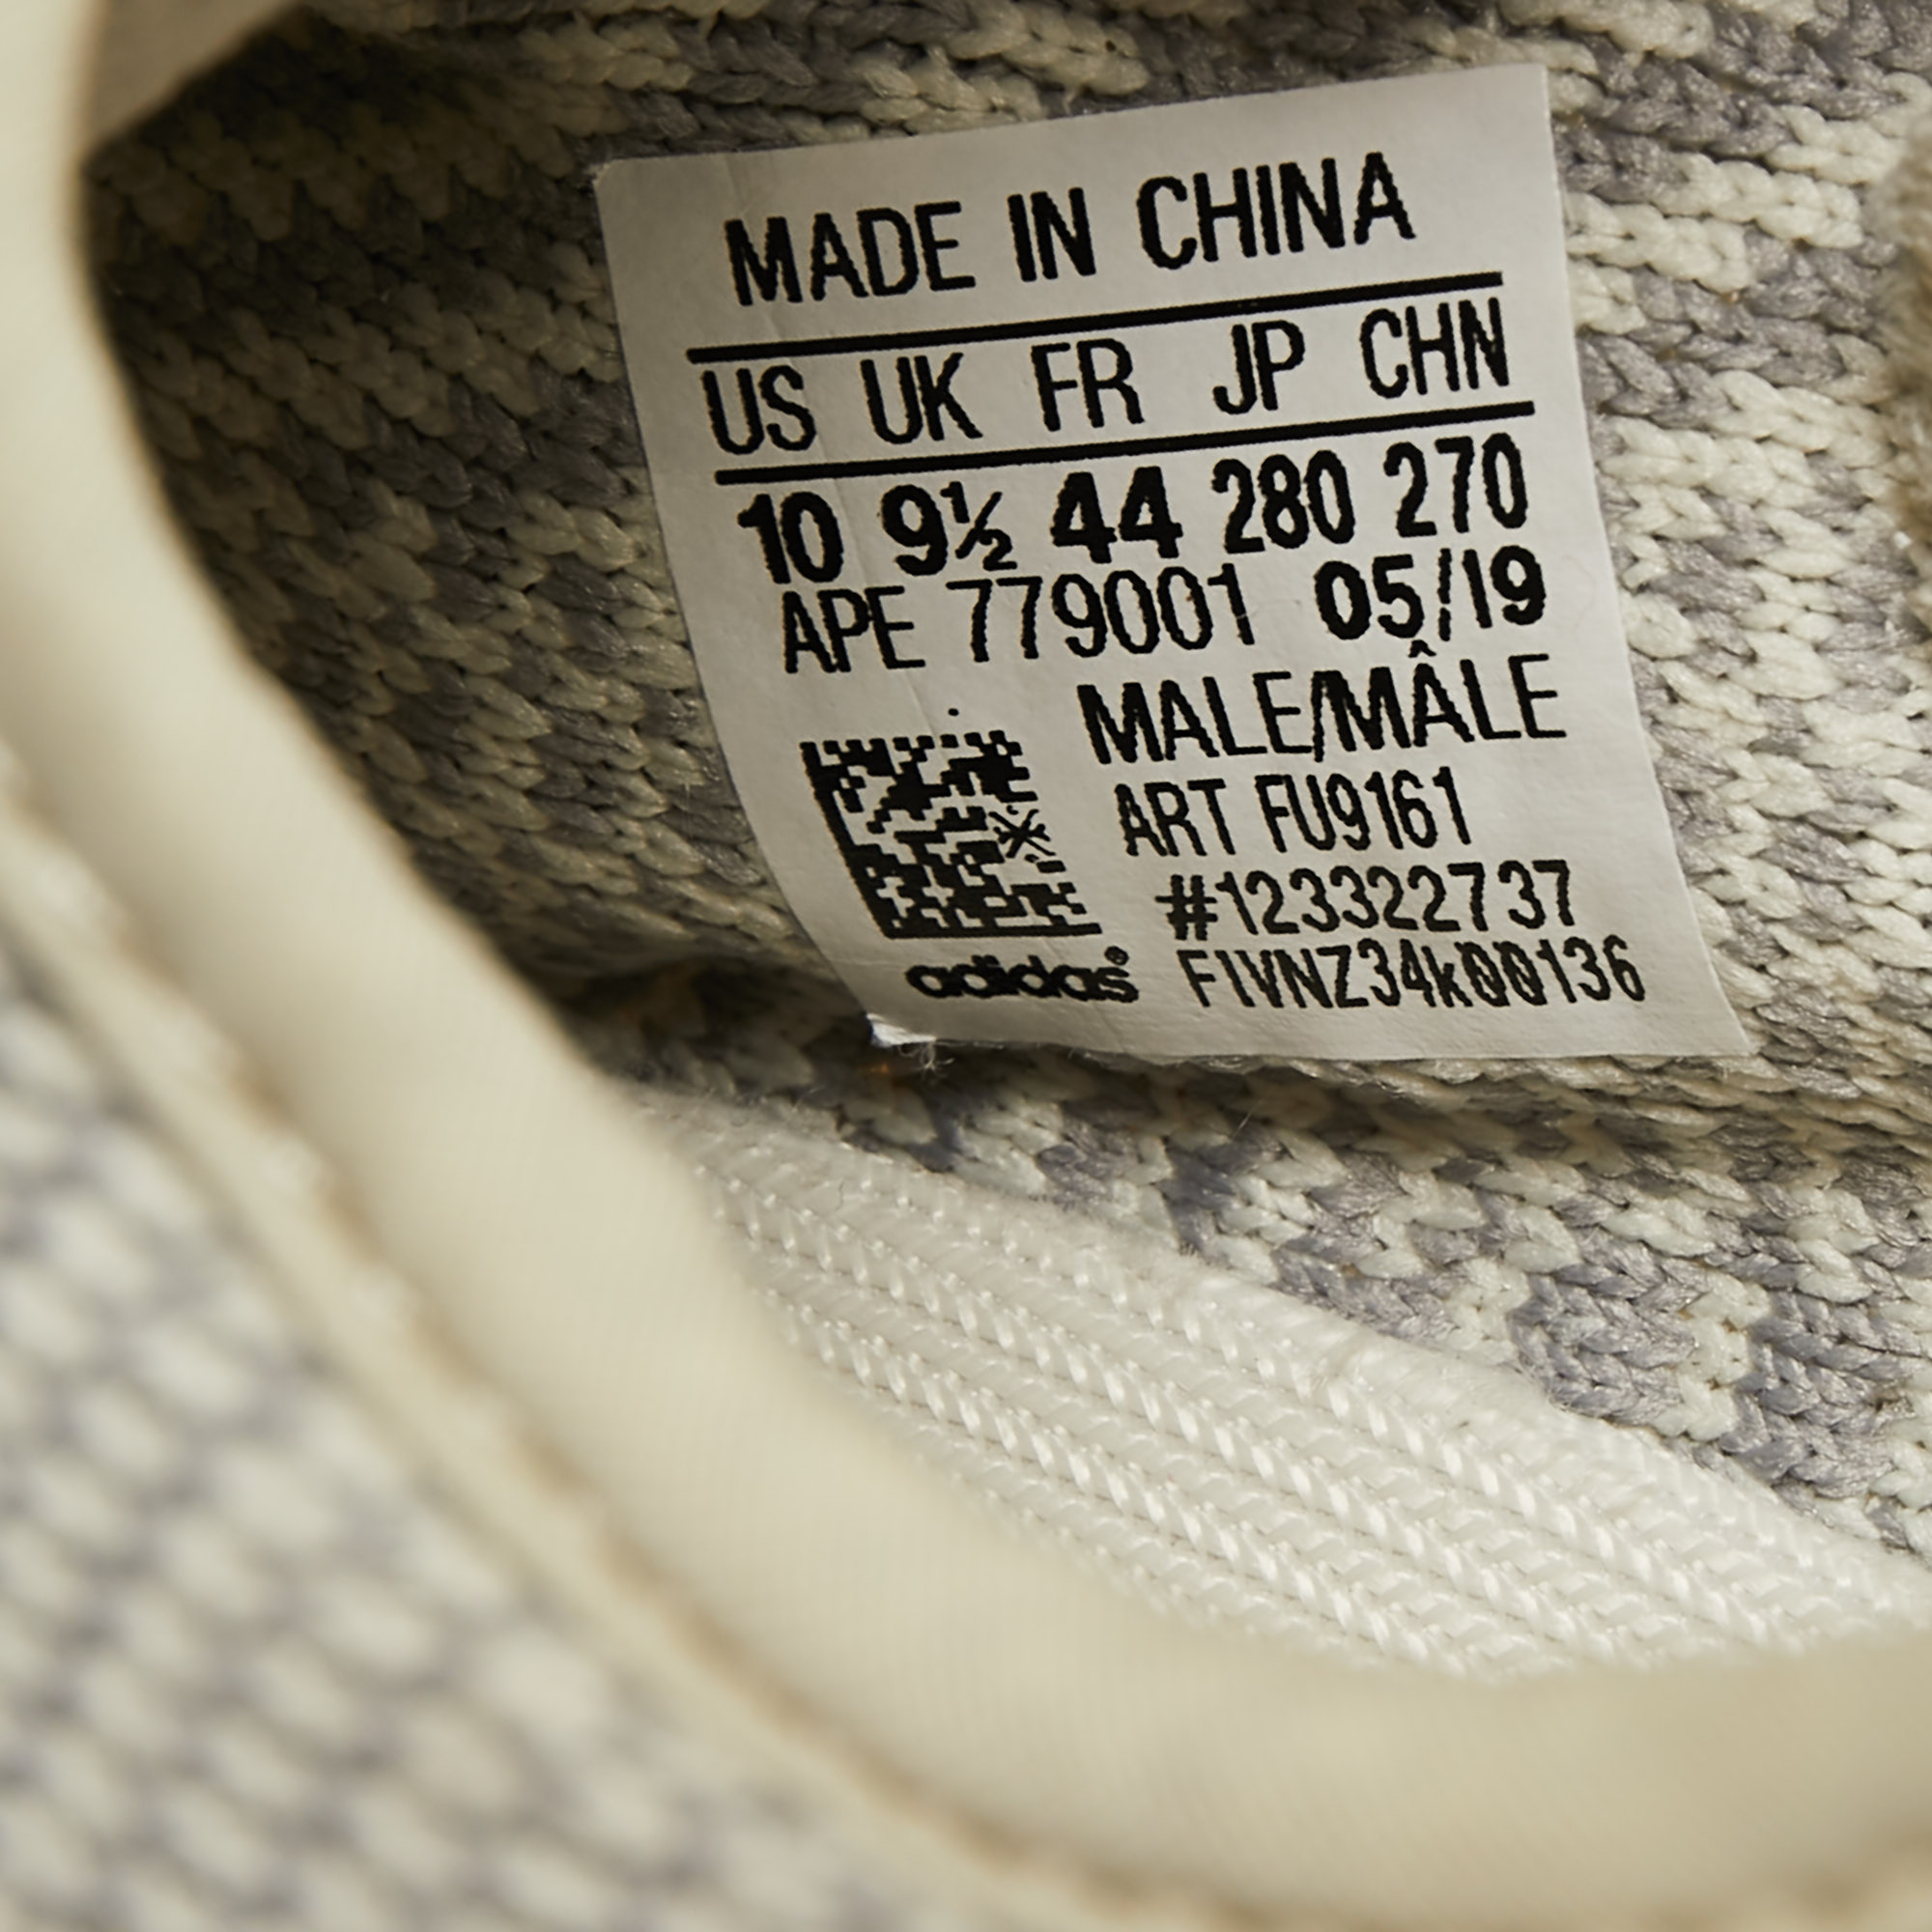 MADE IN CHINA
US UK FR JP CHN
10 9½ 44 280 270
APE 779001 05/19
MALE/MÂLE
ART FU9161
#123322737
adidas® F1VNZ34k00136